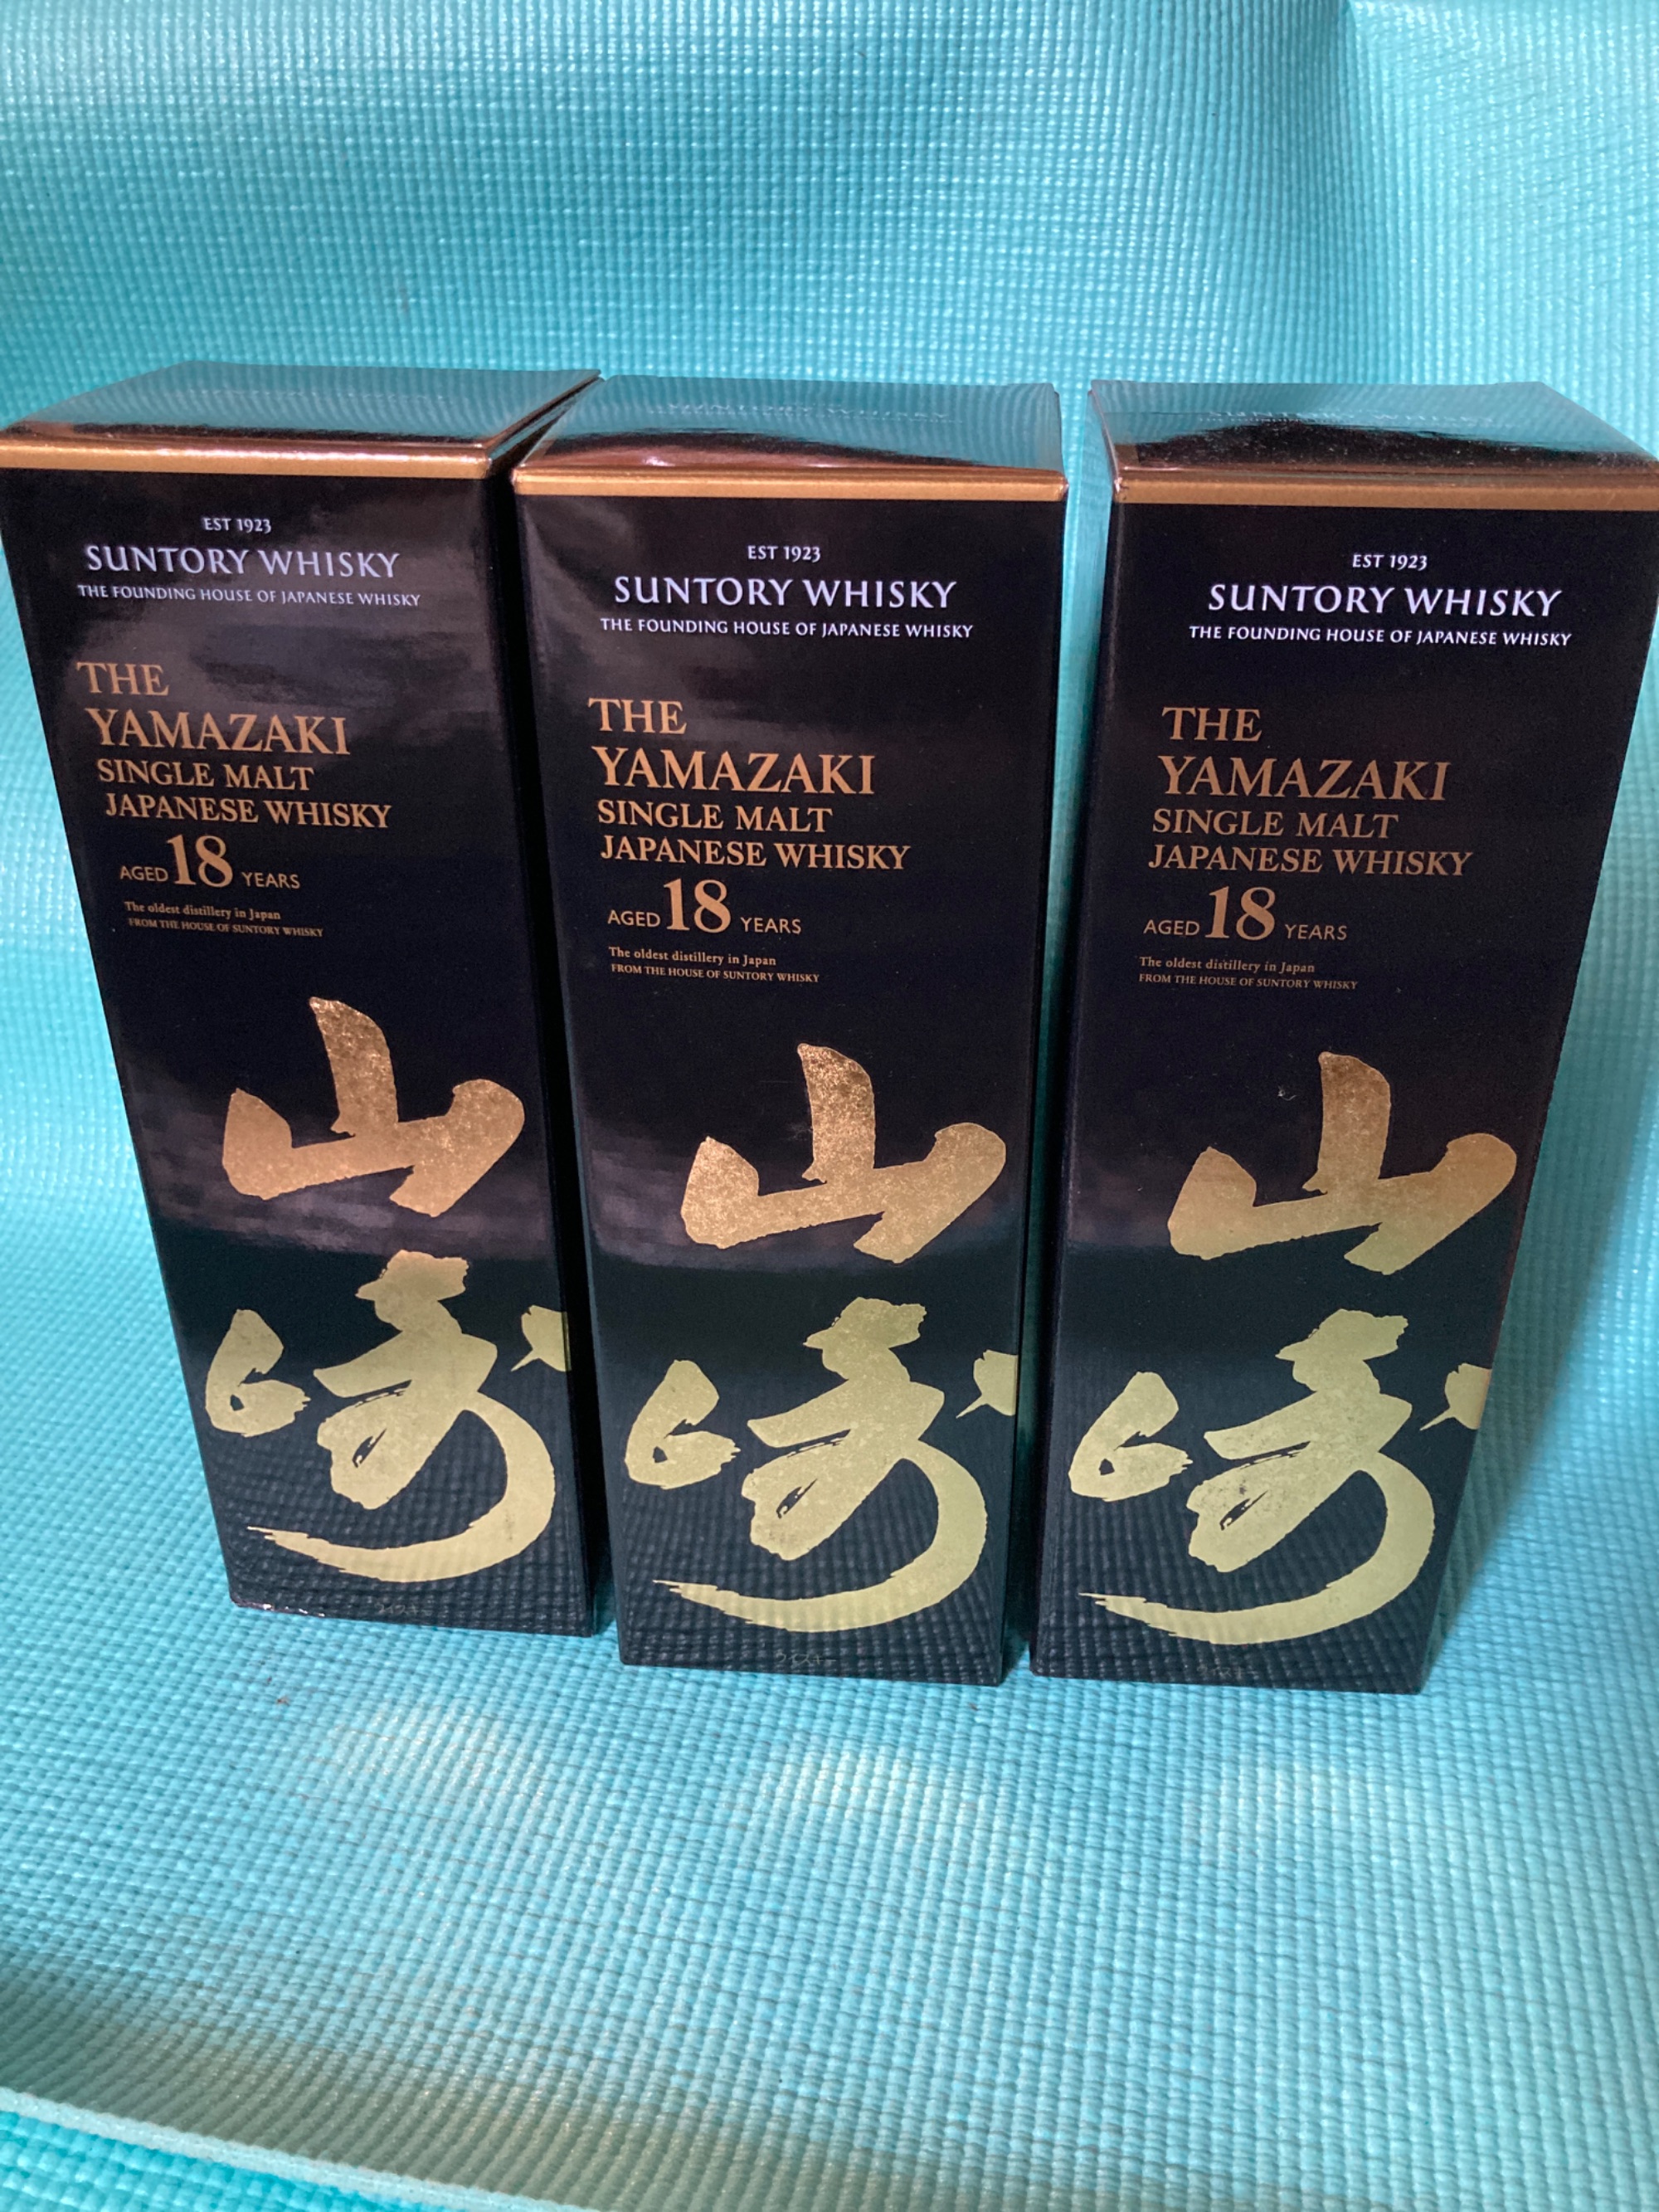 EST 1923
SUNTORY WHISKY
THE FOUNDING HOUSE OF JAPANESE WHISKY
THE
YAMAZAKI
SINGLE MALT
JAPANESE WHISKY
AGED 18 YEARS
The oldest distillery in Japan
FROM THE HOUSE OF SUNTORY WHISKY
山
崎
EST 1923
SUNTORY WHISKY
THE FOUNDING HOUSE OF JAPANESE WHISKY
THE
YAMAZAKI
SINGLE MALT
JAPANESE WHISKY
AGED 18 YEARS
The oldest distillery in Japan
FROM THE HOUSE OF SUNTORY WHISKY
山
崎
EST 1923
SUNTORY WHISKY
THE FOUNDING HOUSE OF JAPANESE WHISKY
THE
YAMAZAKI
SINGLE MALT
JAPANESE WHISKY
AGED 18 YEARS
The oldest distillery in Japan
FROM THE HOUSE OF SUNTORY WHISKY
山
崎